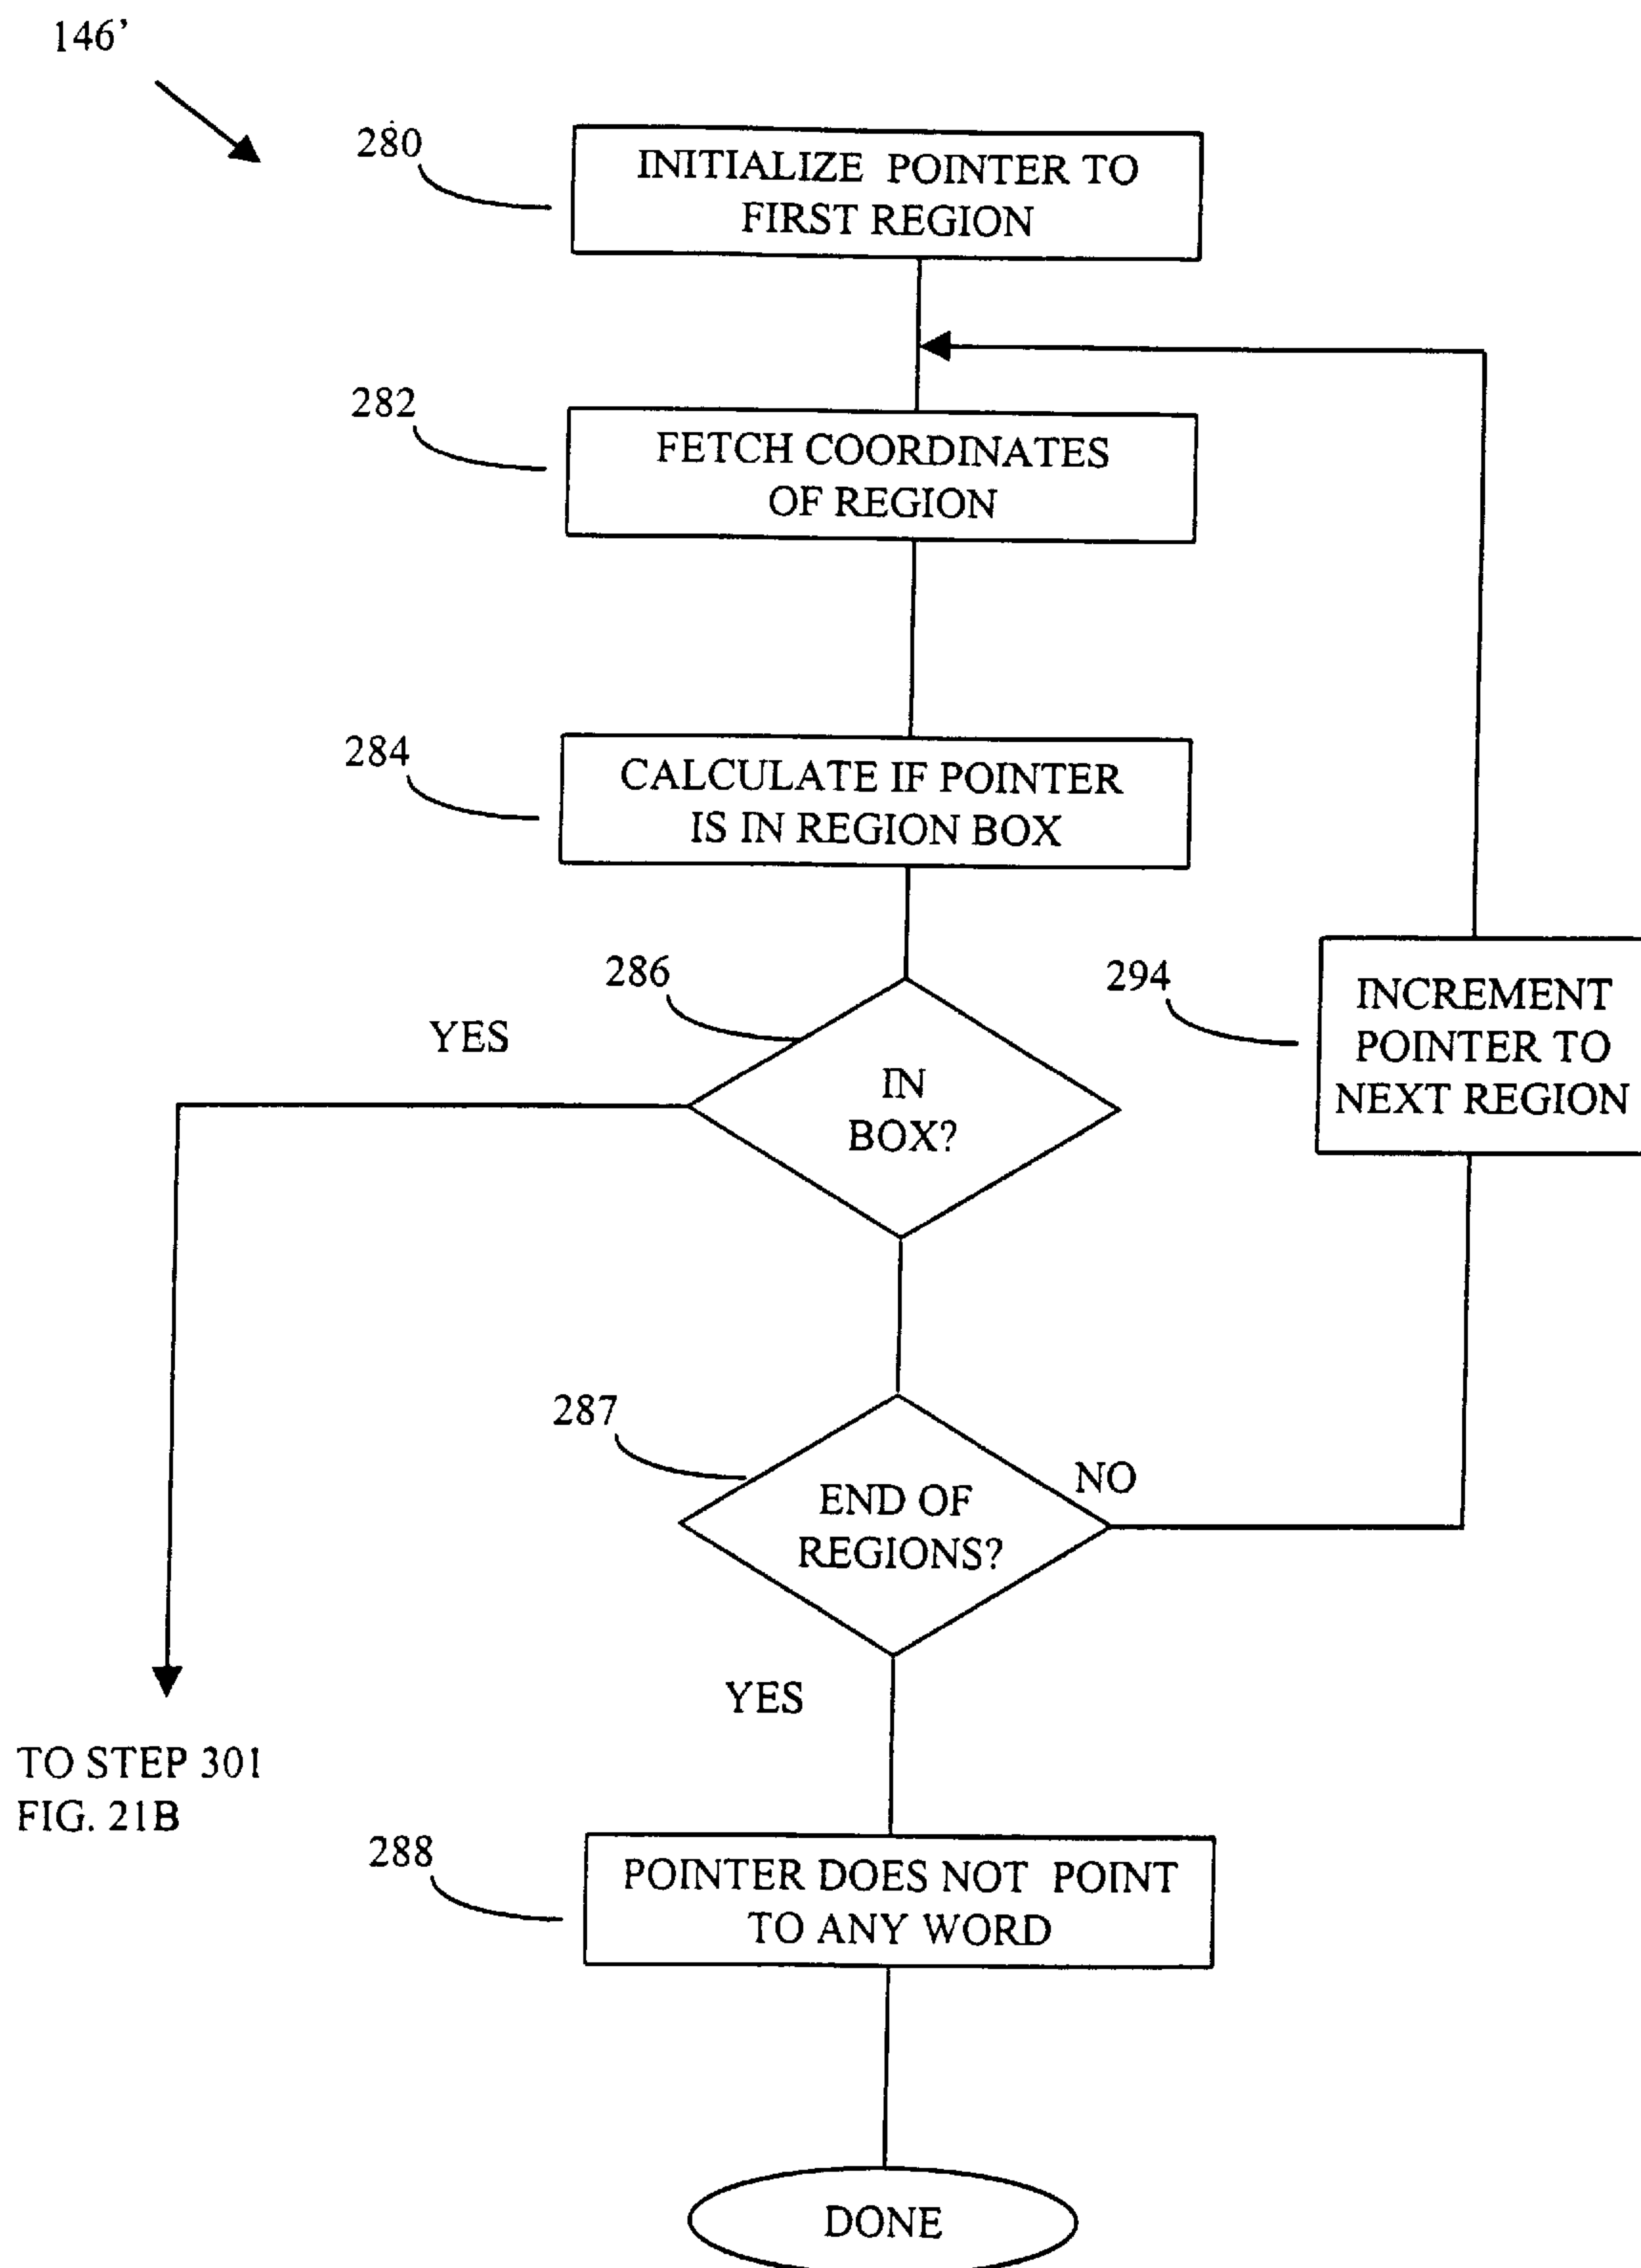 146’
280
INITIALIZE POINTER TO
FIRST REGION
282
FETCH COORDINATES
OF REGION
284
CALCULATE IF POINTER
IS IN REGION BOX
286
YES
IN
BOX?
294
INCREMENT
POINTER TO
NEXT REGION
287
END OF
REGIONS?
NO
YES
TO STEP 301
FIG. 21B
288
POINTER DOES NOT POINT
TO ANY WORD
DONE